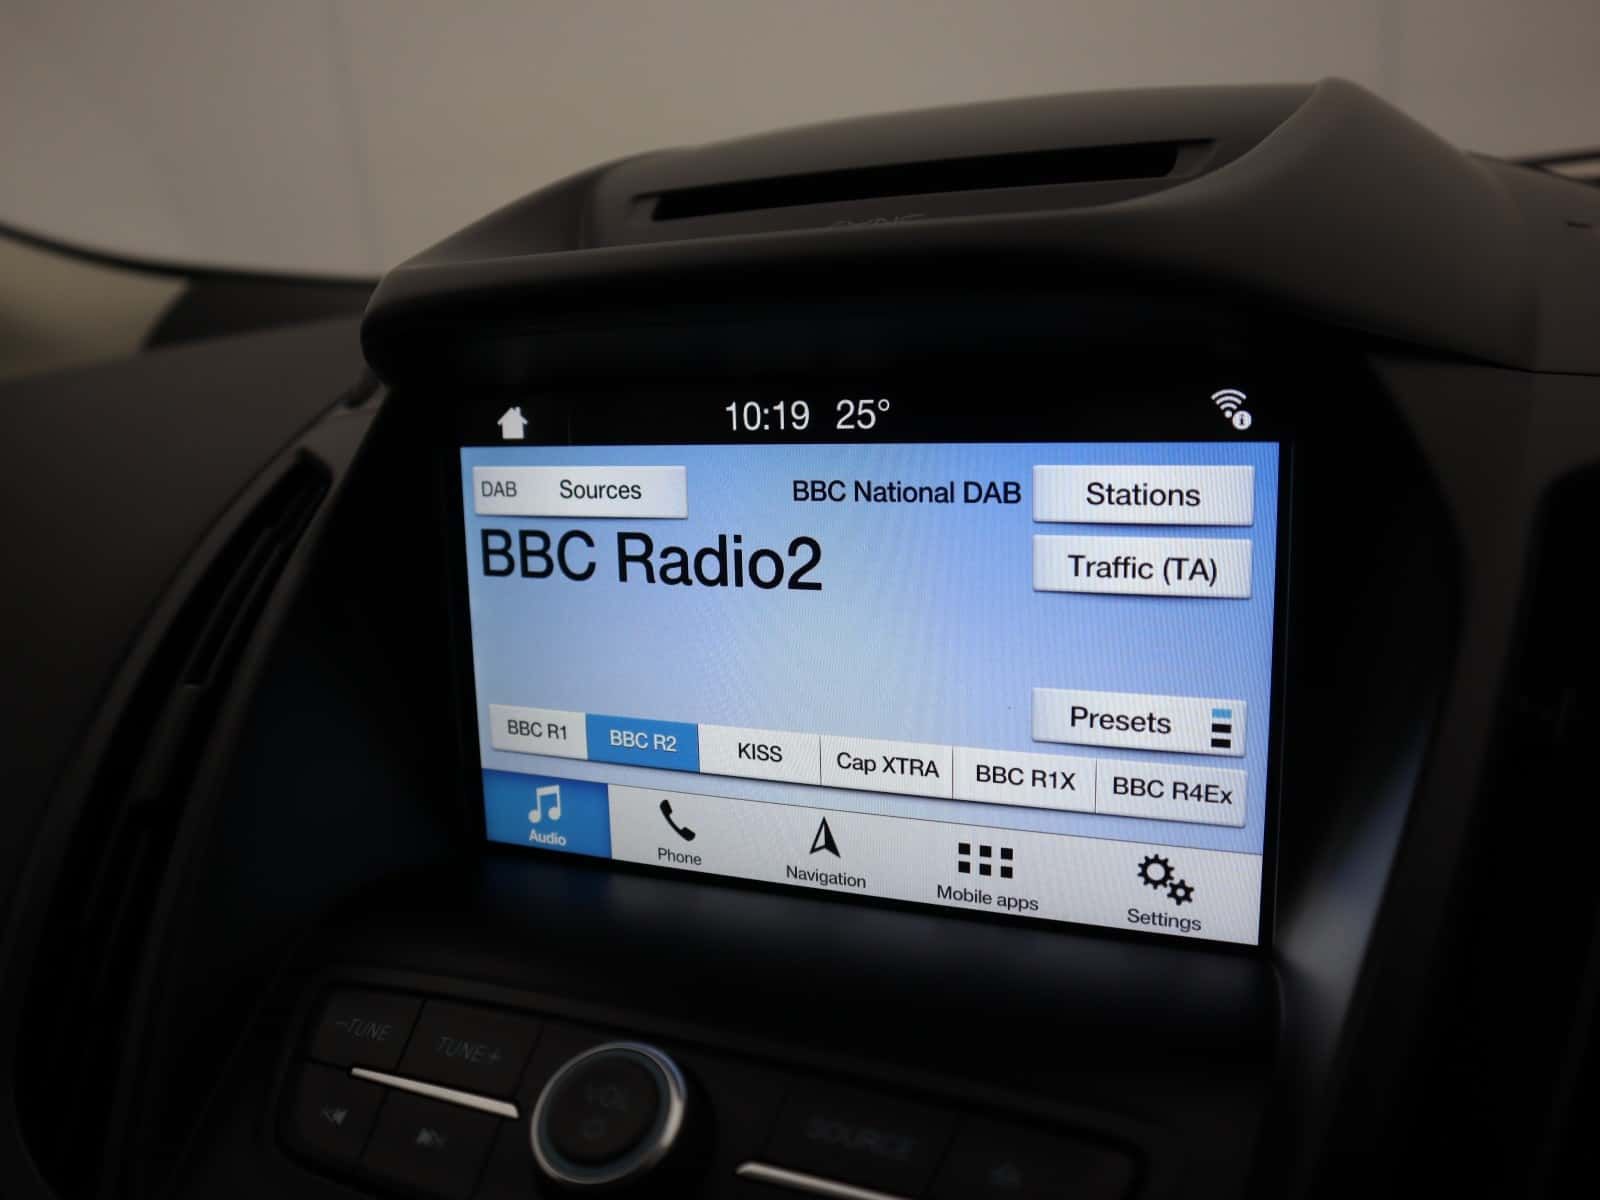 SYNC
10:19 25°
DAB Sources
BBC National DAB
Stations
BBC Radio2
Traffic (TA)
Presets
BBC R1
BBC R2
KISS
Cap XTRA
BBC R1X
BBC R4Ex
Audio
Phone
Navigation
Mobile apps
Settings
-TUNE
TUNE+
VOL
SOURCE